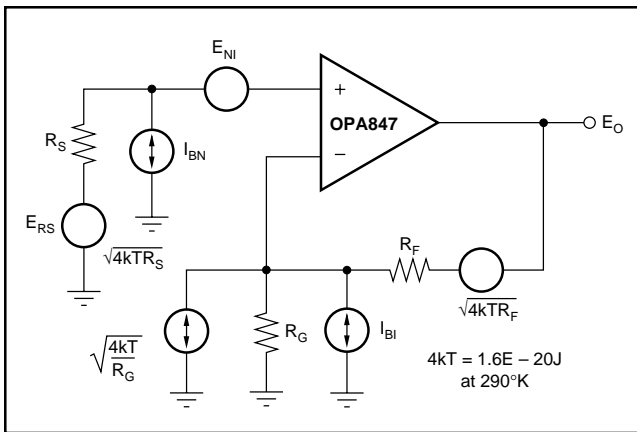 E_NI
+
OPA847
−
E_O
R_S
I_BN
E_RS
√4kTR_S
R_F
√4kTR_F
√4kT/R_G
R_G
I_BI
4kT = 1.6E – 20J
at 290°K